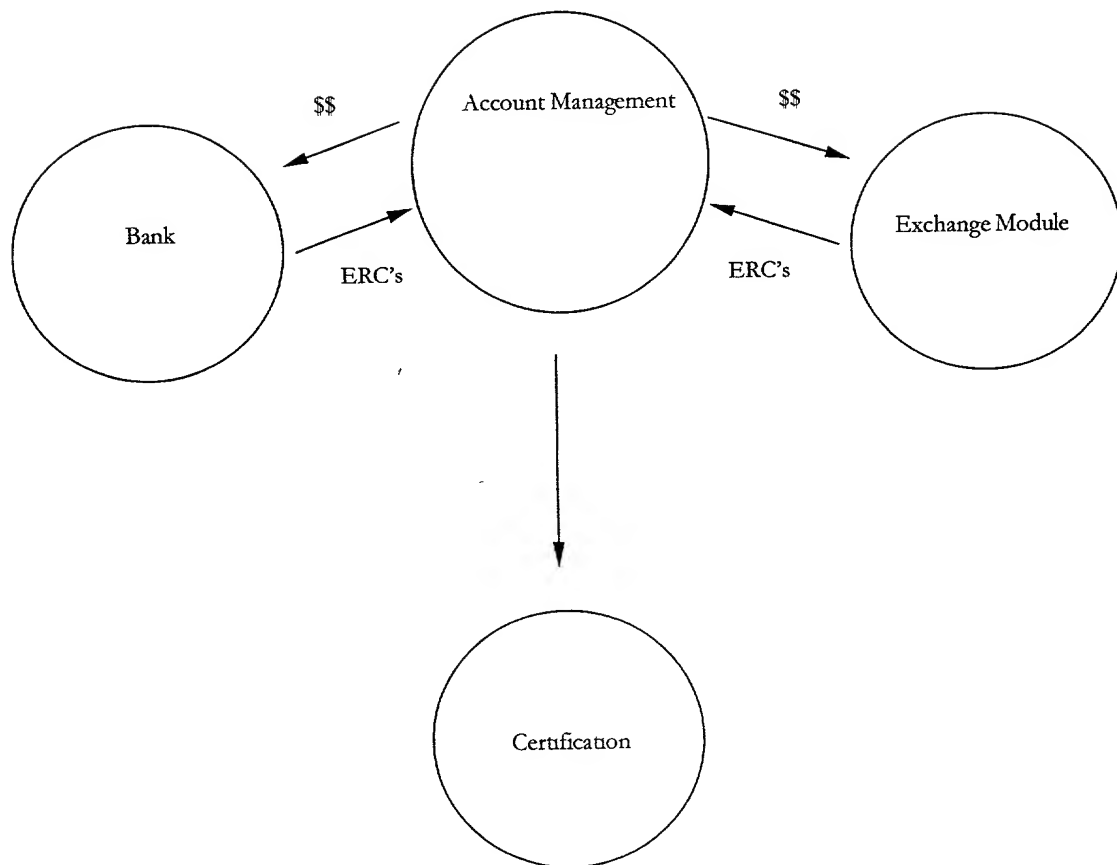 $$
Account Management
$$
Bank
Exchange Module
ERC's
ERC's
Certification